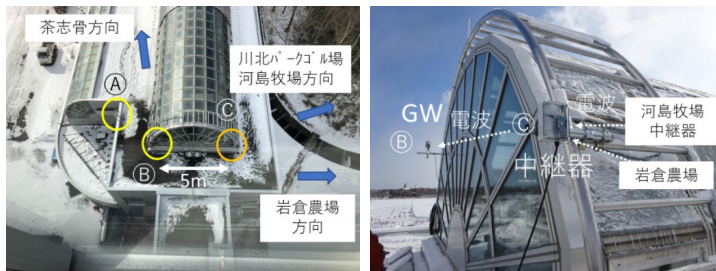 茶志骨方向
川北ﾊﾟｰｸｺﾞﾙ場
河島牧場方向
Ⓐ
Ⓒ
Ⓑ
5m
岩倉農場
方向
GW 電波
Ⓑ
Ⓒ
電波
中継器
河島牧場
中継器
岩倉農場